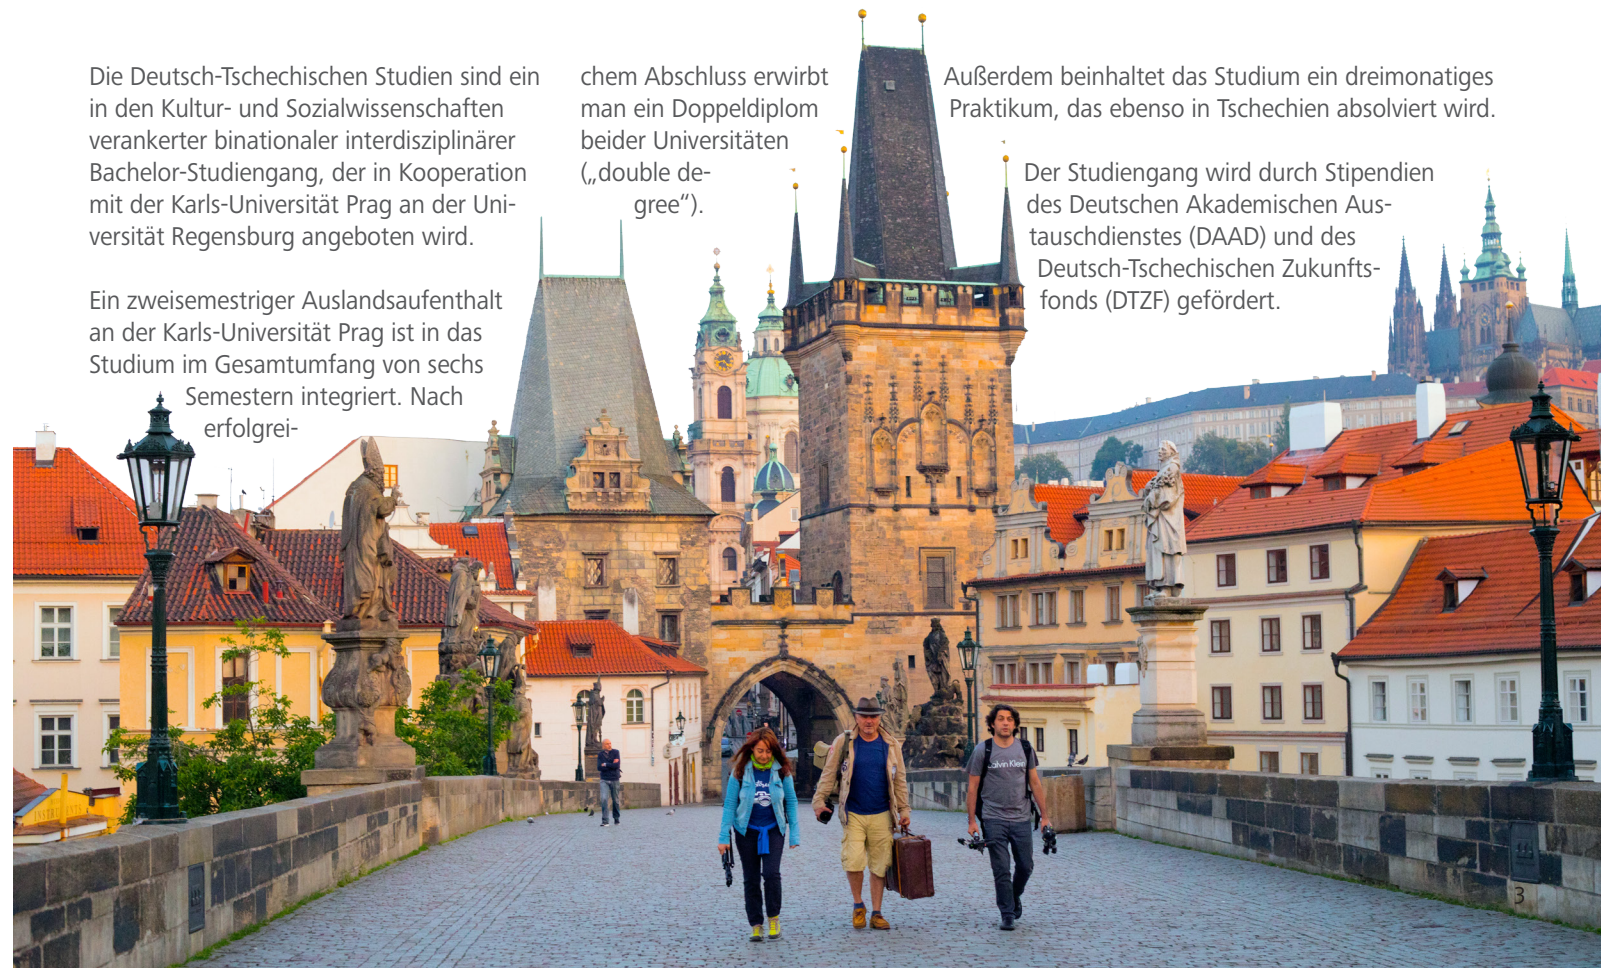 Die Deutsch-Tschechischen Studien sind ein
in den Kultur- und Sozialwissenschaften
verankerter binationaler interdisziplinärer
Bachelor-Studiengang, der in Kooperation
mit der Karls-Universität Prag an der Uni-
versität Regensburg angeboten wird.
Ein zweisemestriger Auslandsaufenthalt
an der Karls-Universität Prag ist in das
Studium im Gesamtumfang von sechs
Semestern integriert. Nach
erfolgrei-
chem Abschluss erwirbt
man ein Doppeldiplom
beider Universitäten
(„double de-
gree“).
Außerdem beinhaltet das Studium ein dreimonatiges
Praktikum, das ebenso in Tschechien absolviert wird.
Der Studiengang wird durch Stipendien
des Deutschen Akademischen Aus-
tauschdienstes (DAAD) und des
Deutsch-Tschechischen Zukunfts-
fonds (DTZF) gefördert.
Calvin Klein
3